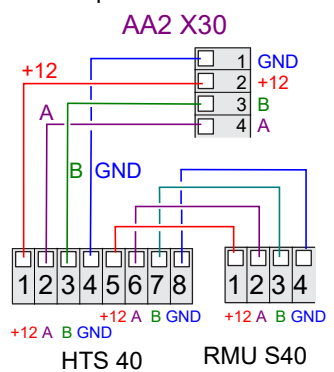 AA2 X30
1 GND
+12 2 +12
3 B
A 4 A
B GND
1 2 3 4 5 6 7 8 1 2 3 4
+12 A B GND +12 A B GND
+12 A B GND
HTS 40 RMU S40